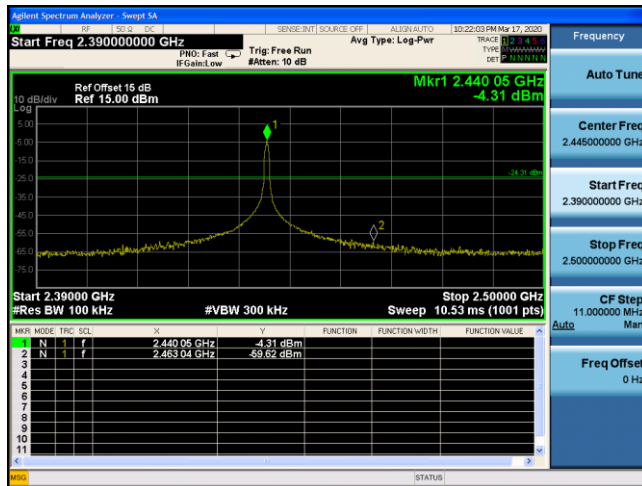 Agilent Spectrum Analyzer - Swept SA
RF 50 Ω DC SENSE:INT SOURCE OFF ALIGN AUTO 10:22:03 PM Mar 17, 2020
Start Freq 2.390000000 GHz
PNO: Fast
IFGain:Low
Trig: Free Run
#Atten: 10 dB
Avg Type: Log-Pwr
TRACE 1 2 3 4 5 6
TYPE
DET P N N N N N
Ref Offset 15 dB
10 dB/div Ref 15.00 dBm
Log
Mkr1 2.440 05 GHz
-4.31 dBm
5.00
-5.00
-15.0
-25.0
-35.0
-45.0
-55.0
-65.0
-75.0
1
-24.31 dBm
2
Start 2.39000 GHz Stop 2.50000 GHz
#Res BW 100 kHz #VBW 300 kHz Sweep 10.53 ms (1001 pts)
MKR MODE TRC SCL X Y FUNCTION FUNCTION WIDTH FUNCTION VALUE
1 N 1 f 2.440 05 GHz -4.31 dBm
2 N 1 f 2.463 04 GHz -59.62 dBm
3
4
5
6
7
8
9
10
11
MSG STATUS
Frequency
Auto Tune
Center Freq
2.445000000 GHz
Start Freq
2.390000000 GHz
Stop Freq
2.500000000 GHz
CF Step
11.000000 MHz
Auto Man
Freq Offset
0 Hz